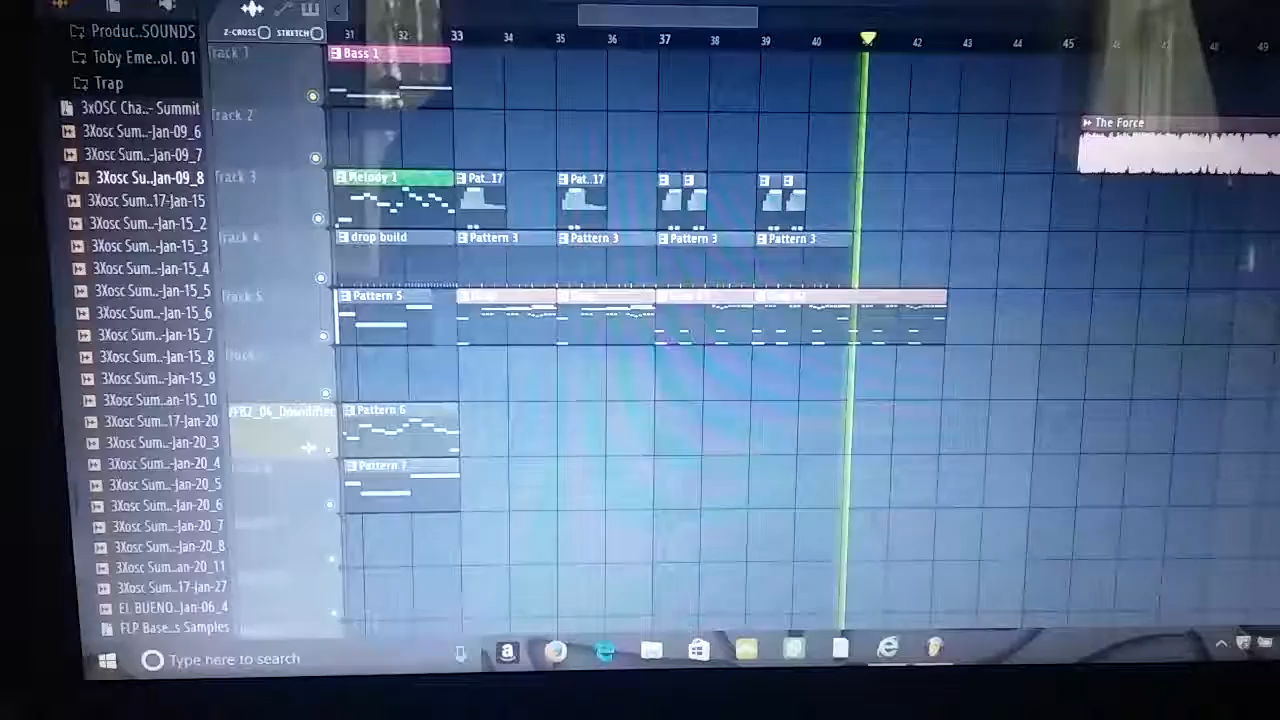 Produc..SOUNDS
Toby Eme..ol. 01
Trap
3xOSC Cha..- Summit
3Xosc Sum..-Jan-09_6
3Xosc Sum..-Jan-09_7
3Xosc Su..-Jan-09_8
3Xosc Sum..17-Jan-15
3Xosc Sum..-Jan-15_2
3Xosc Sum..-Jan-15_3
3Xosc Sum..-Jan-15_4
3Xosc Sum..-Jan-15_5
3Xosc Sum..-Jan-15_6
3Xosc Sum..-Jan-15_7
3Xosc Sum..-Jan-15_8
3Xosc Sum..-Jan-15_9
3Xosc Sum..an-15_10
3Xosc Sum..17-Jan-20
3Xosc Sum..-Jan-20_3
3Xosc Sum..-Jan-20_4
3Xosc Sum..-Jan-20_5
3Xosc Sum..-Jan-20_6
3Xosc Sum..-Jan-20_7
3Xosc Sum..-Jan-20_8
3Xosc Sum..an-20_11
3Xosc Sum..17-Jan-27
EL BUENO..Jan-06_4
FLP Base..s Samples
Z-CROSS STRETCH
31 32 33 34 35 36 37 38 39 40 42 43 44 45 46 47 48 49
Track 1 Bass 1
Track 2 The Force
Track 3 Melody 1 Pat..17 Pat..17
Track 4 drop build Pattern 3 Pattern 3 Pattern 3 Pattern 3
Track 5 Pattern 5
Pattern 6
Pattern 7
Type here to search